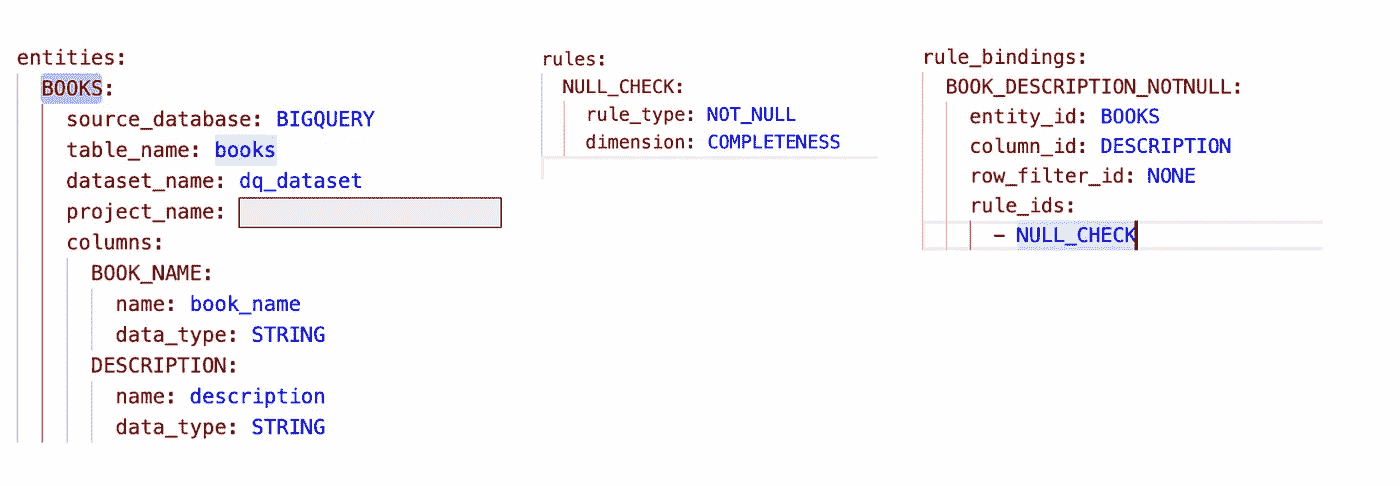 entities:
BOOKS:
source_database: BIGQUERY
table_name: books
dataset_name: dq_dataset
project_name:
columns:
BOOK_NAME:
name: book_name
data_type: STRING
DESCRIPTION:
name: description
data_type: STRING
rules:
NULL_CHECK:
rule_type: NOT_NULL
dimension: COMPLETENESS
rule_bindings:
BOOK_DESCRIPTION_NOTNULL:
entity_id: BOOKS
column_id: DESCRIPTION
row_filter_id: NONE
rule_ids:
- NULL_CHECK